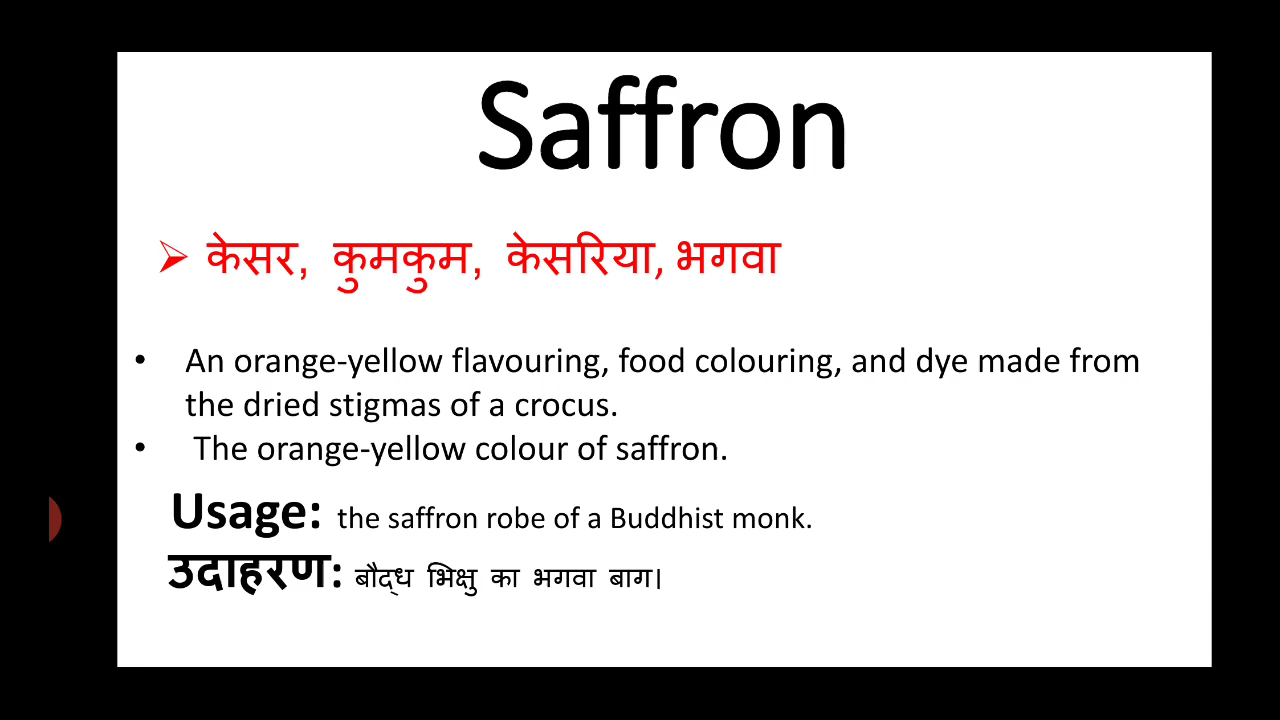 Saffron
➢ केसर, कुमकुम, केसरिया, भगवा
• An orange-yellow flavouring, food colouring, and dye made from
the dried stigmas of a crocus.
• The orange-yellow colour of saffron.
Usage: the saffron robe of a Buddhist monk.
उदाहरण: बौद्ध भिक्षु का भगवा बाग।